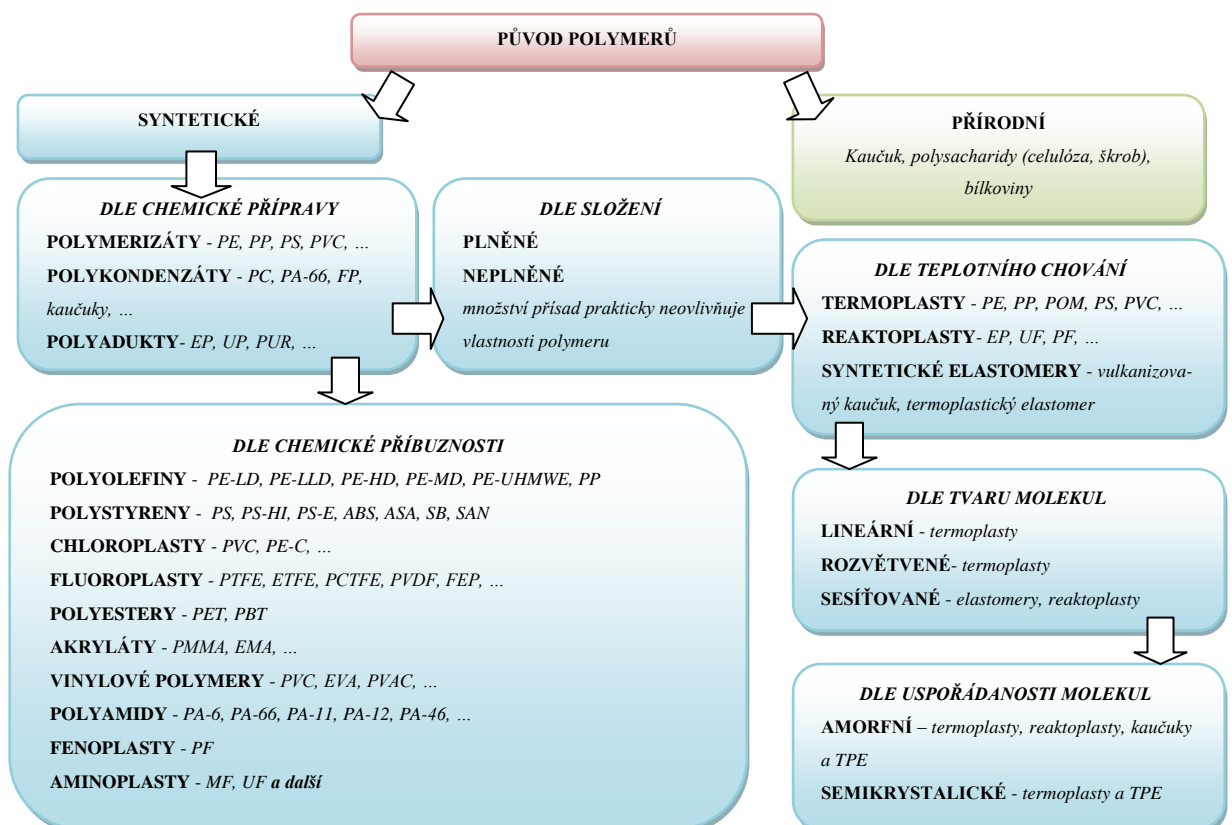 PŮVOD POLYMERŮ
SYNTETICKÉ
PŘÍRODNÍ
Kaučuk, polysacharidy (celulóza, škrob),
bílkoviny
DLE CHEMICKÉ PŘÍPRAVY
POLYMERIZÁTY - PE, PP, PS, PVC, …
POLYKONDENZÁTY - PC, PA-66, FP,
kaučuky, …
POLYADUKTY- EP, UP, PUR, …
DLE SLOŽENÍ
PLNĚNÉ
NEPLNĚNÉ
množství přísad prakticky neovlivňuje
vlastnosti polymeru
DLE TEPLOTNÍHO CHOVÁNÍ
TERMOPLASTY - PE, PP, POM, PS, PVC, …
REAKTOPLASTY- EP, UF, PF, …
SYNTETICKÉ ELASTOMERY - vulkanizova-
ný kaučuk, termoplastický elastomer
DLE CHEMICKÉ PŘÍBUZNOSTI
POLYOLEFINY - PE-LD, PE-LLD, PE-HD, PE-MD, PE-UHMWE, PP
POLYSTYRENY - PS, PS-HI, PS-E, ABS, ASA, SB, SAN
CHLOROPLASTY - PVC, PE-C, …
FLUOROPLASTY - PTFE, ETFE, PCTFE, PVDF, FEP, …
POLYESTERY - PET, PBT
AKRYLÁTY - PMMA, EMA, …
VINYLOVÉ POLYMERY - PVC, EVA, PVAC, …
POLYAMIDY - PA-6, PA-66, PA-11, PA-12, PA-46, …
FENOPLASTY - PF
AMINOPLASTY - MF, UF a další
DLE TVARU MOLEKUL
LINEÁRNÍ - termoplasty
ROZVĚTVENÉ- termoplasty
SESÍŤOVANÉ - elastomery, reaktoplasty
DLE USPOŘÁDANOSTI MOLEKUL
AMORFNÍ – termoplasty, reaktoplasty, kaučuky
a TPE
SEMIKRYSTALICKÉ - termoplasty a TPE